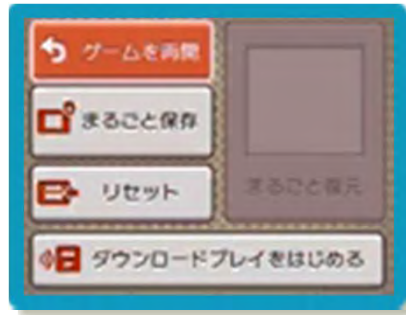 ゲームを再開
まるごと保存
リセット
まるごと復元
ダウンロードプレイをはじめる